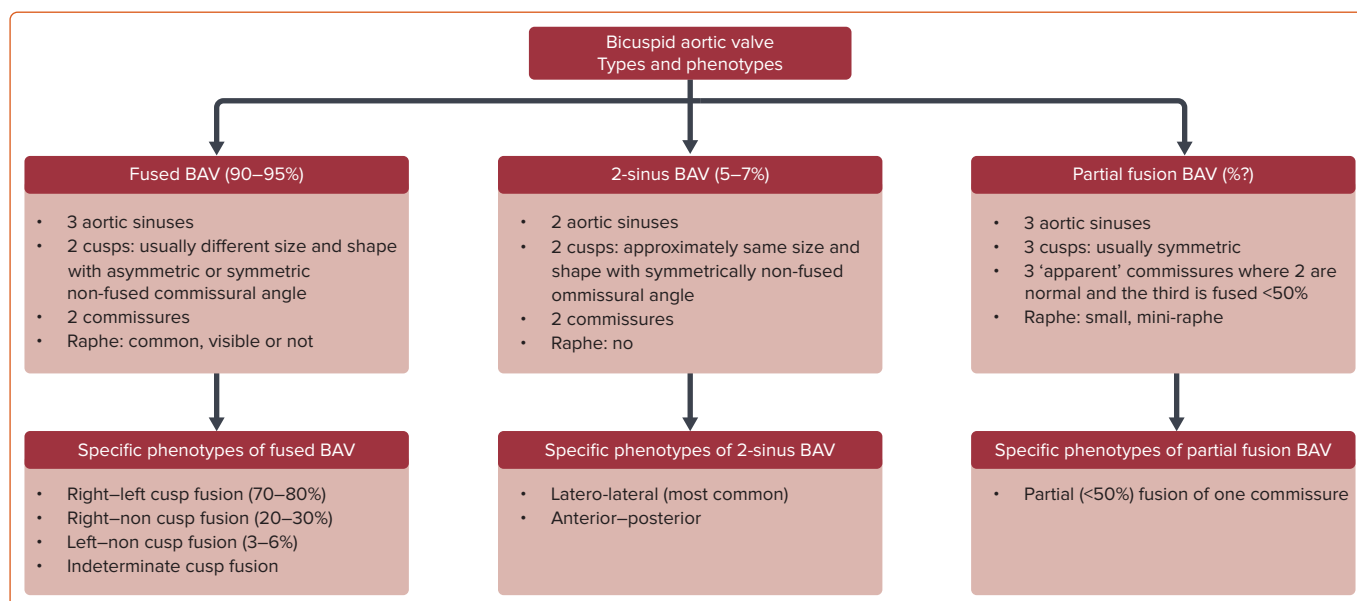 Bicuspid aortic valve
Types and phenotypes
Fused BAV (90–95%)
• 3 aortic sinuses
• 2 cusps: usually different size and shape
with asymmetric or symmetric
non-fused commissural angle
• 2 commissures
• Raphe: common, visible or not
2-sinus BAV (5–7%)
• 2 aortic sinuses
• 2 cusps: approximately same size and
shape with symmetrically non-fused
ommissural angle
• 2 commissures
• Raphe: no
Partial fusion BAV (%?)
• 3 aortic sinuses
• 3 cusps: usually symmetric
• 3 ‘apparent’ commissures where 2 are
normal and the third is fused <50%
• Raphe: small, mini-raphe
Specific phenotypes of fused BAV
• Right–left cusp fusion (70–80%)
• Right–non cusp fusion (20–30%)
• Left–non cusp fusion (3–6%)
• Indeterminate cusp fusion
Specific phenotypes of 2-sinus BAV
• Latero-lateral (most common)
• Anterior–posterior
Specific phenotypes of partial fusion BAV
• Partial (<50%) fusion of one commissure